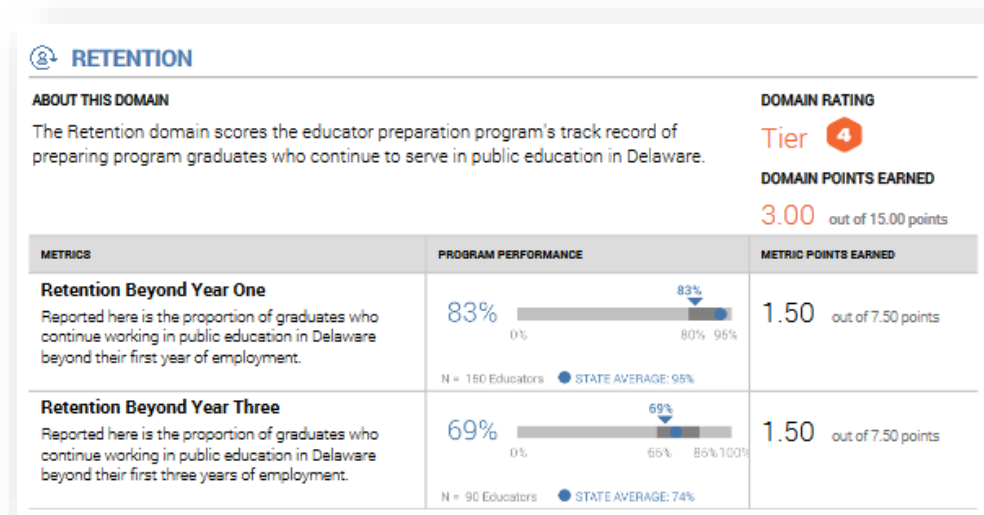 RETENTION
ABOUT THIS DOMAIN
The Retention domain scores the educator preparation program's track record of
preparing program graduates who continue to serve in public education in Delaware.
DOMAIN RATING
Tier 4
DOMAIN POINTS EARNED
3.00 out of 15.00 points
METRICS
PROGRAM PERFORMANCE
METRIC POINTS EARNED
Retention Beyond Year One
Reported here is the proportion of graduates who
continue working in public education in Delaware
beyond their first year of employment.
83%
83%
0% 80% 95%
N = 150 Educators STATE AVERAGE: 95%
1.50 out of 7.50 points
Retention Beyond Year Three
Reported here is the proportion of graduates who
continue working in public education in Delaware
beyond their first three years of employment.
69%
69%
0% 66% 86% 100%
N = 90 Educators STATE AVERAGE: 74%
1.50 out of 7.50 points